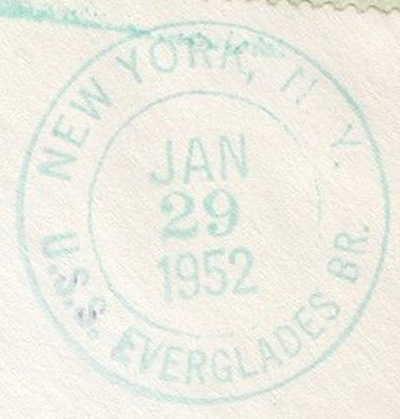 NEW YORK, N. Y.
JAN
29
1952
U.S.S. EVERGLADES BR.